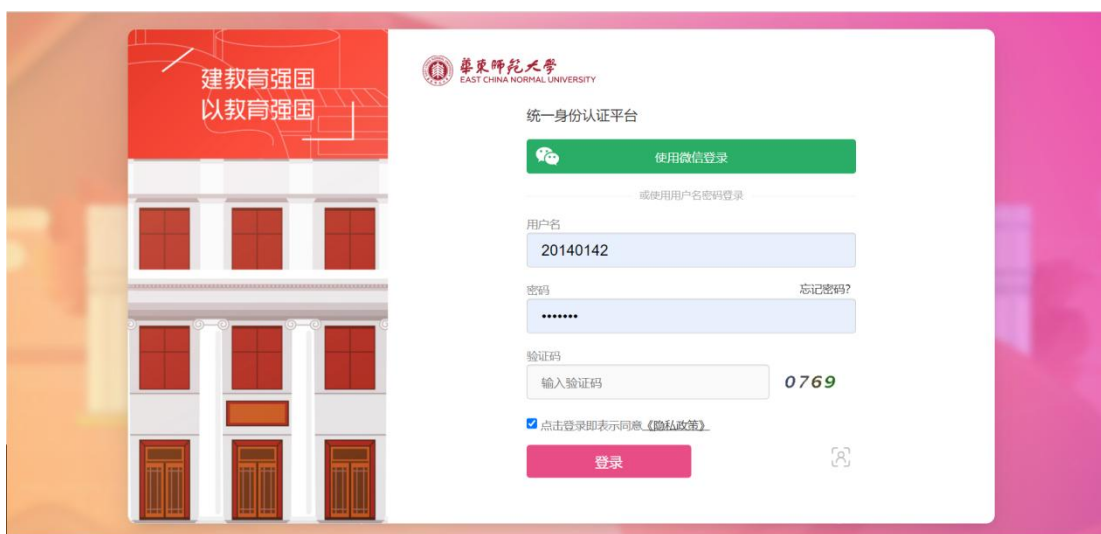 建教育强国
以教育强国
華東師範大學
EAST CHINA NORMAL UNIVERSITY
统一身份认证平台
使用微信登录
或使用用户名密码登录
用户名
20140142
密码 忘记密码?
•••••••
验证码
输入验证码 0769
点击登录即表示同意《隐私政策》
登录